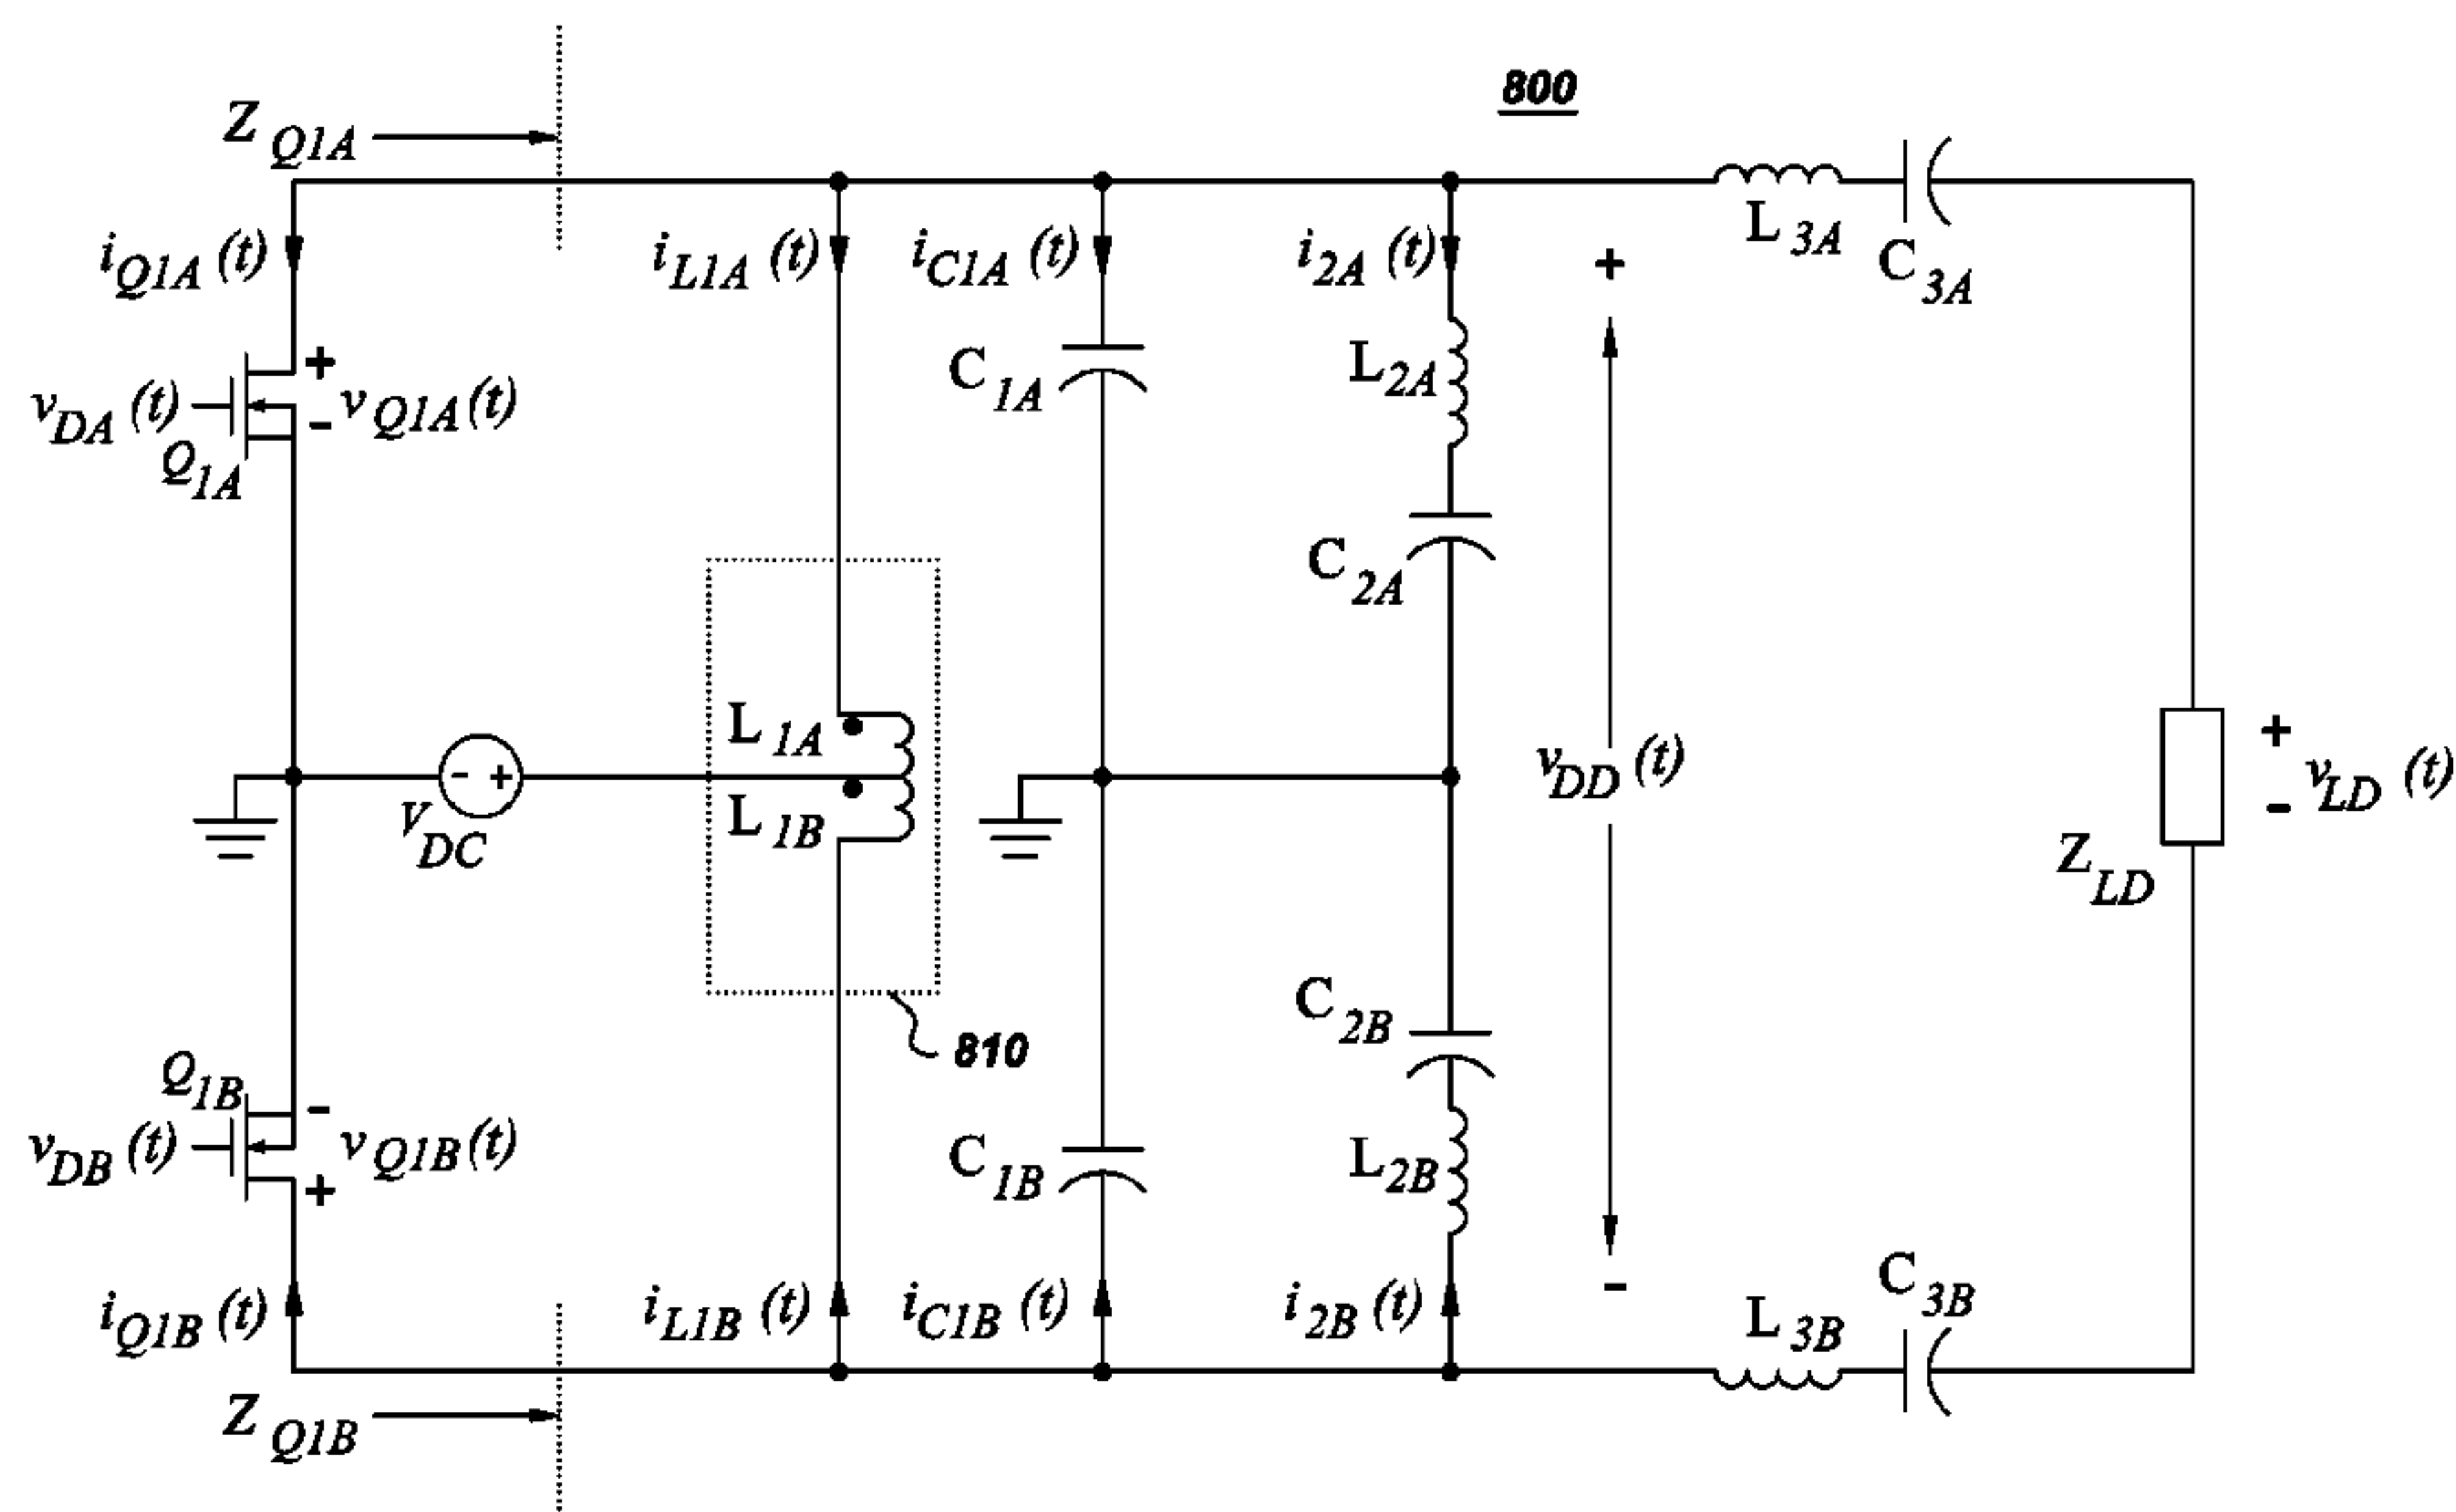 800
Z Q1A
i Q1A (t)
i L1A (t)
i C1A (t)
i 2A (t)
+
L 3A
C 3A
v DA (t)
+
-
v Q1A (t)
Q 1A
C 1A
L 2A
C 2A
L 1A
L 1B
- +
V DC
v DD (t)
+
-
v LD (t)
Z LD
810
Q 1B
v DB (t)
-
+
v Q1B (t)
C 1B
C 2B
L 2B
i Q1B (t)
i L1B (t)
i C1B (t)
i 2B (t)
-
L 3B
C 3B
Z Q1B